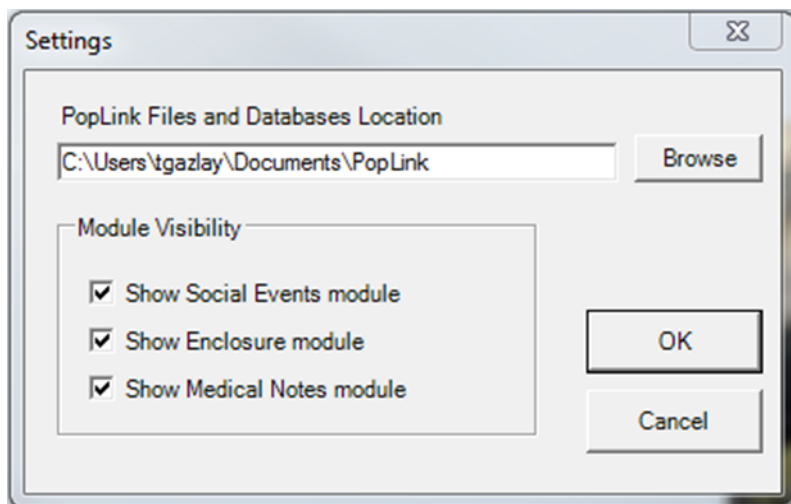 Settings
PopLink Files and Databases Location
C:\Users\tgazlay\Documents\PopLink
Browse
Module Visibility
Show Social Events module
Show Enclosure module
Show Medical Notes module
OK
Cancel